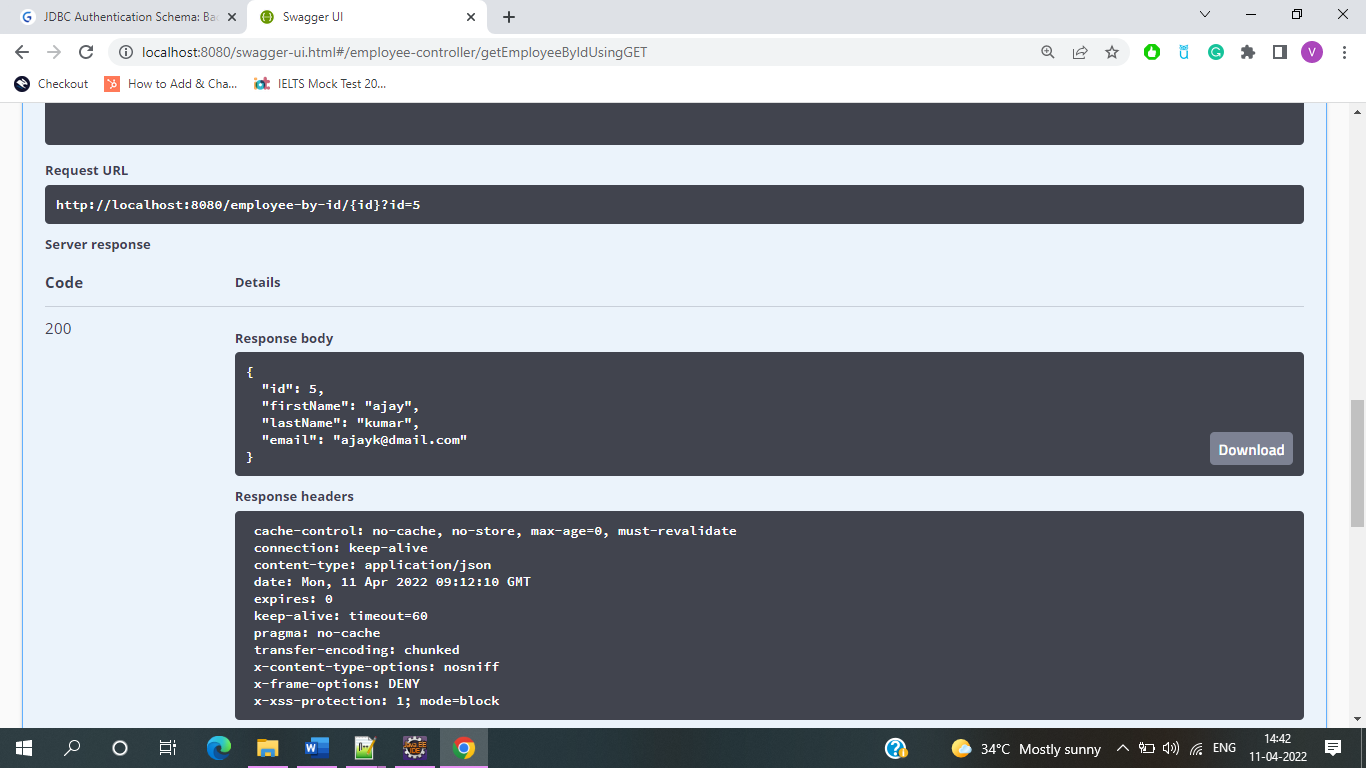 JDBC Authentication Schema: Ba
Swagger UI
localhost:8080/swagger-ui.html#/employee-controller/getEmployeeByIdUsingGET
V
Checkout
How to Add & Cha...
IELTS Mock Test 20...
Request URL
http://localhost:8080/employee-by-id/{id}?id=5
Server response
Code Details
200
Response body
{
"id": 5,
"firstName": "ajay",
"lastName": "kumar",
"email": "ajayk@dmail.com"
}
Download
Response headers
cache-control: no-cache, no-store, max-age=0, must-revalidate
connection: keep-alive
content-type: application/json
date: Mon, 11 Apr 2022 09:12:10 GMT
expires: 0
keep-alive: timeout=60
pragma: no-cache
transfer-encoding: chunked
x-content-type-options: nosniff
x-frame-options: DENY
x-xss-protection: 1; mode=block
34°C Mostly sunny
ENG
14:42
11-04-2022